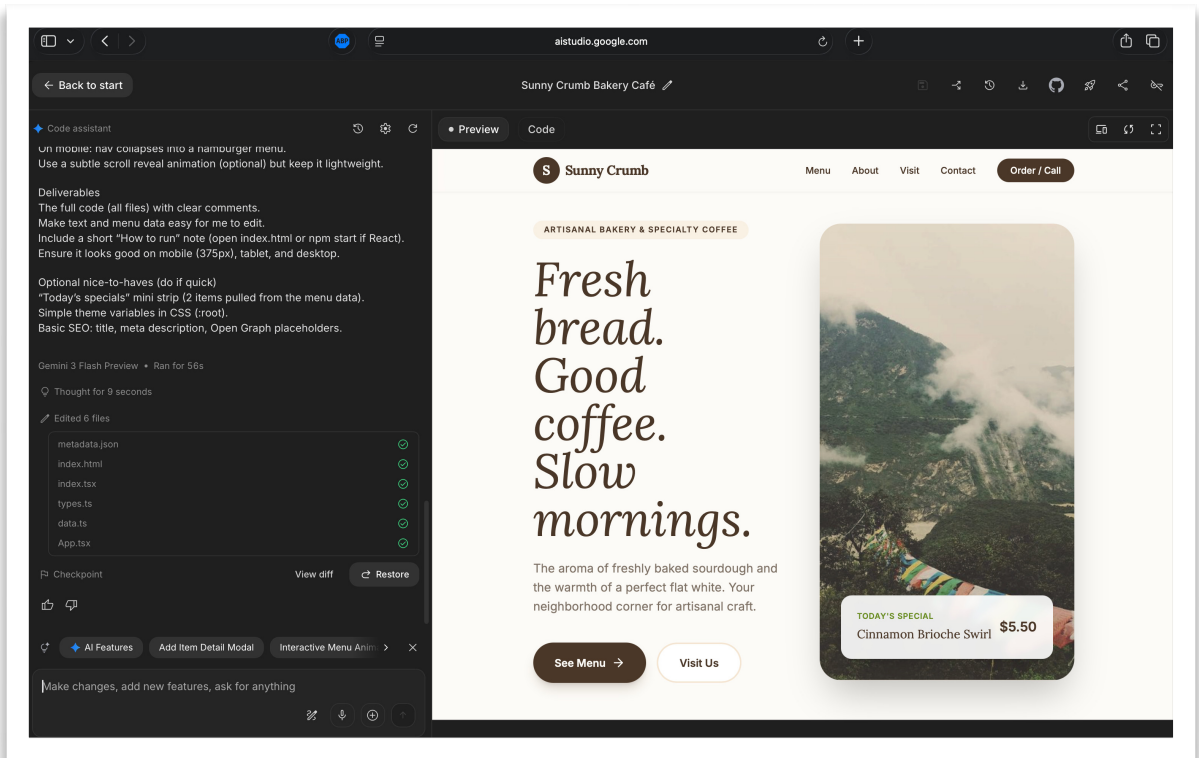 ABP
aistudio.google.com
Back to start
Sunny Crumb Bakery Café
Code assistant
On mobile: nav collapses into a hamburger menu.
Use a subtle scroll reveal animation (optional) but keep it lightweight.
Deliverables
The full code (all files) with clear comments.
Make text and menu data easy for me to edit.
Include a short “How to run” note (open index.html or npm start if React).
Ensure it looks good on mobile (375px), tablet, and desktop.
Optional nice-to-haves (do if quick)
“Today’s specials” mini strip (2 items pulled from the menu data).
Simple theme variables in CSS (:root).
Basic SEO: title, meta description, Open Graph placeholders.
Gemini 3 Flash Preview • Ran for 56s
Thought for 9 seconds
Edited 6 files
metadata.json
index.html
index.tsx
types.ts
data.ts
App.tsx
Checkpoint
View diff
Restore
AI Features
Add Item Detail Modal
Interactive Menu Anim
Make changes, add new features, ask for anything
Preview
Code
S Sunny Crumb
Menu
About
Visit
Contact
Order / Call
ARTISANAL BAKERY & SPECIALTY COFFEE
Fresh
bread.
Good
coffee.
Slow
mornings.
The aroma of freshly baked sourdough and
the warmth of a perfect flat white. Your
neighborhood corner for artisanal craft.
See Menu →
Visit Us
TODAY'S SPECIAL
Cinnamon Brioche Swirl
$5.50